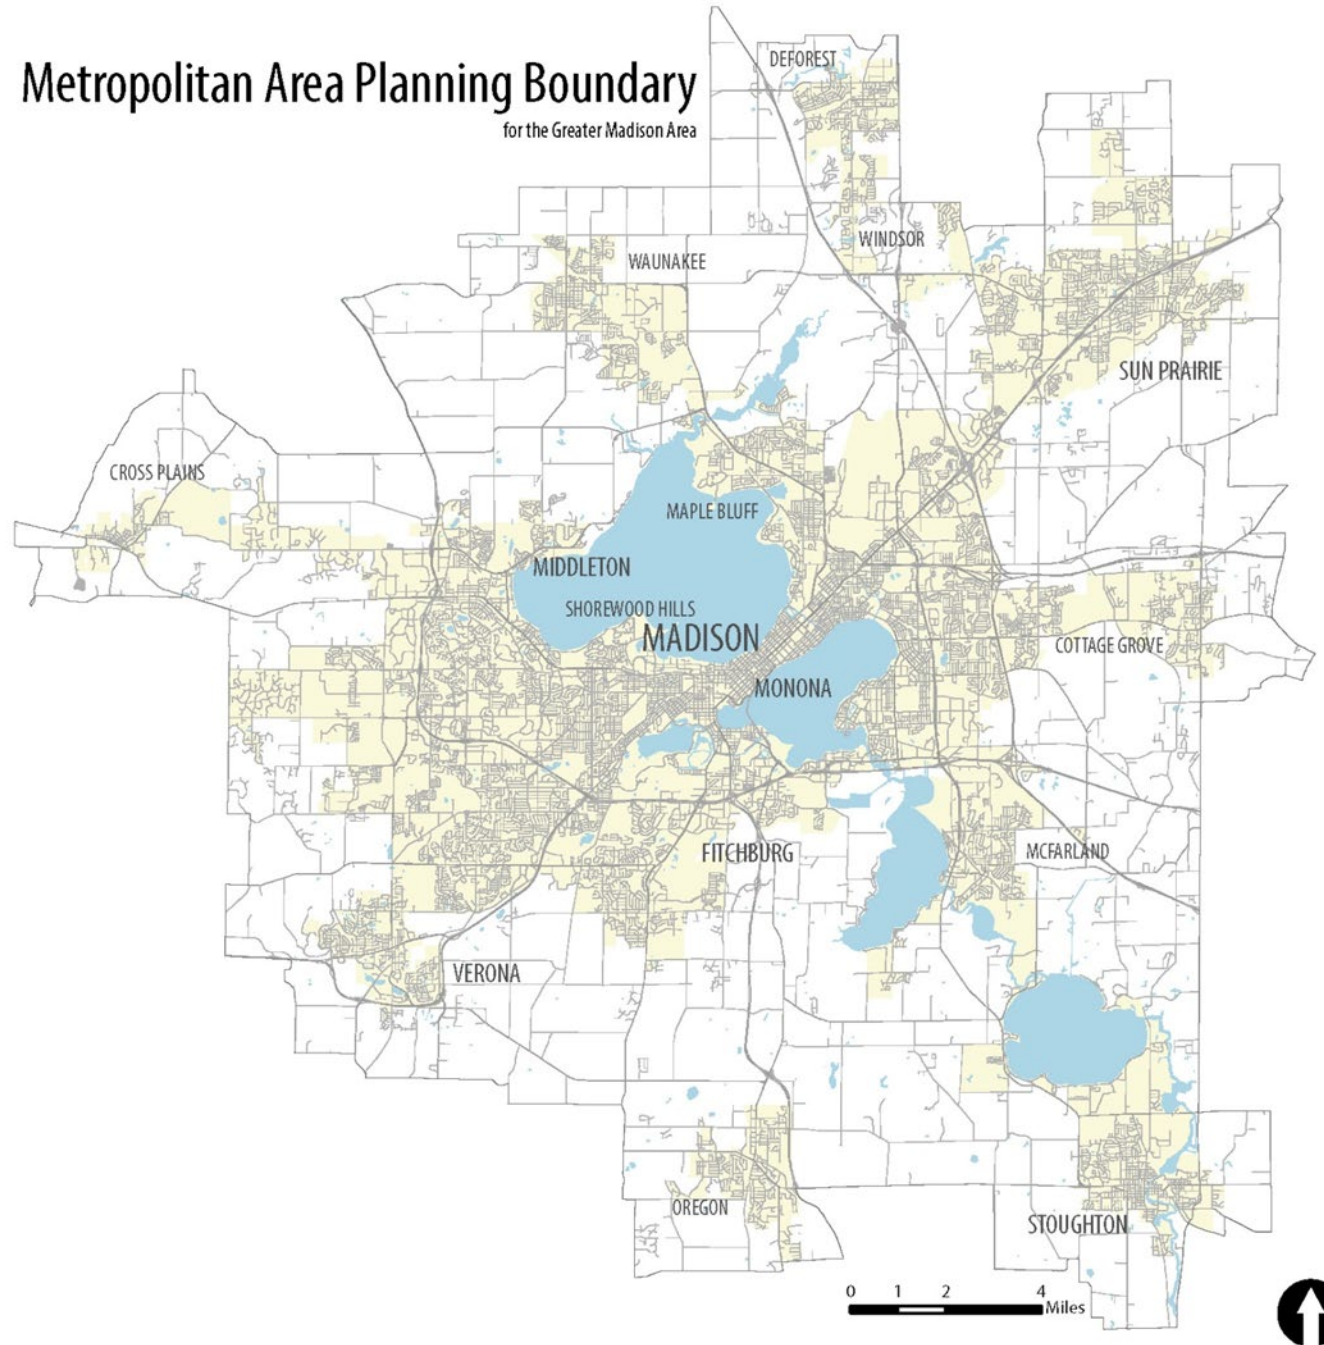 Metropolitan Area Planning Boundary
for the Greater Madison Area
DEFOREST
WINDSOR
WAUNAKEE
SUN PRAIRIE
CROSS PLAINS
MAPLE BLUFF
MIDDLETON
SHOREWOOD HILLS
MADISON
COTTAGE GROVE
MONONA
FITCHBURG
MCFARLAND
VERONA
OREGON
STOUGHTON
0 1 2 4
Miles